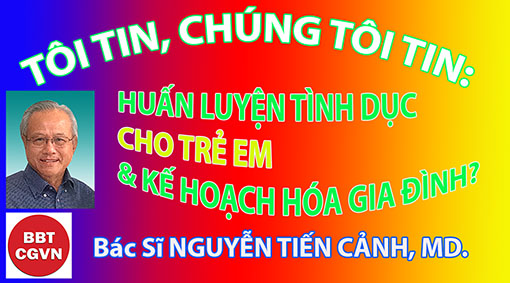 TÔI TIN, CHÚNG TÔI TIN:
HUẤN LUYỆN TÌNH DỤC
CHO TRẺ EM
& KẾ HOẠCH HÓA GIA ĐÌNH?
BBT
CGVN
Bác Sĩ NGUYỄN TIẾN CẢNH, MD.